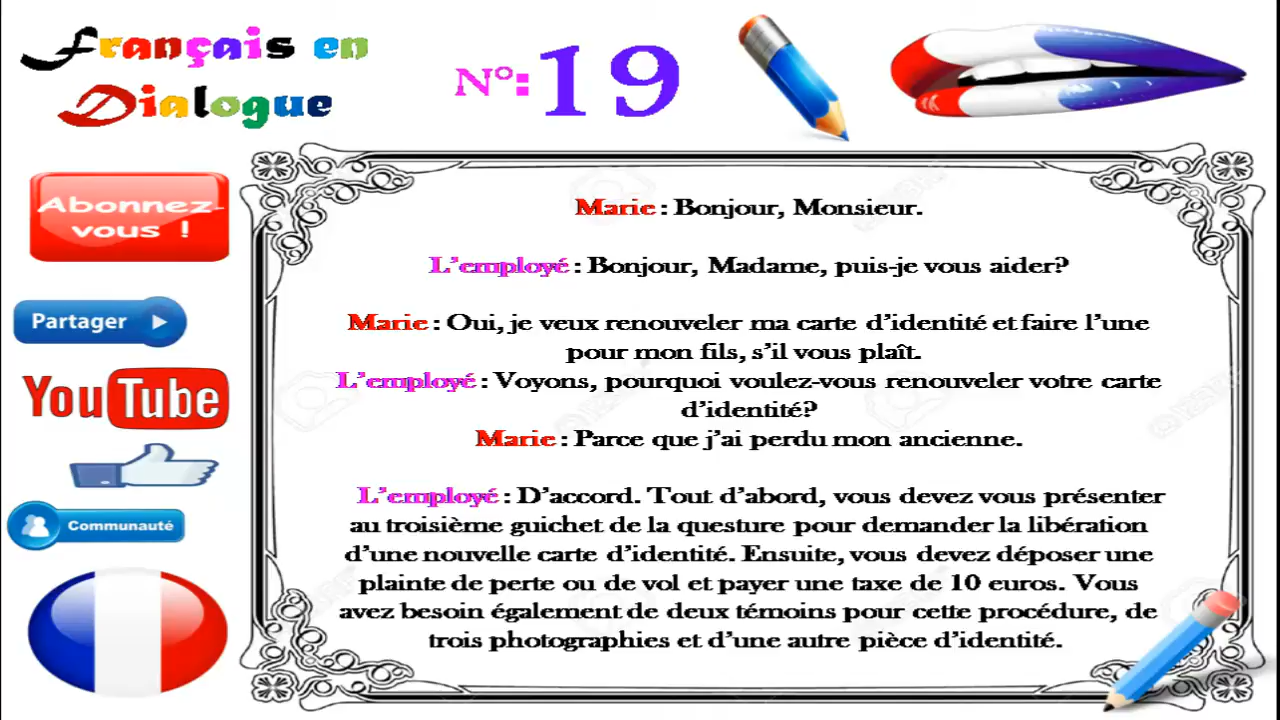 Français en
Dialogue
N°:19
Abonnez-
vous !
Partager
YouTube
Communauté
Marie : Bonjour, Monsieur.
L'employé : Bonjour, Madame, puis-je vous aider?
Marie : Oui, je veux renouveler ma carte d'identité et faire l'une
pour mon fils, s'il vous plaît.
L'employé : Voyons, pourquoi voulez-vous renouveler votre carte
d'identité?
Marie : Parce que j'ai perdu mon ancienne.
L'employé : D'accord. Tout d'abord, vous devez vous présenter
au troisième guichet de la questure pour demander la libération
d'une nouvelle carte d'identité. Ensuite, vous devez déposer une
plainte de perte ou de vol et payer une taxe de 10 euros. Vous
avez besoin également de deux témoins pour cette procédure, de
trois photographies et d'une autre pièce d'identité.